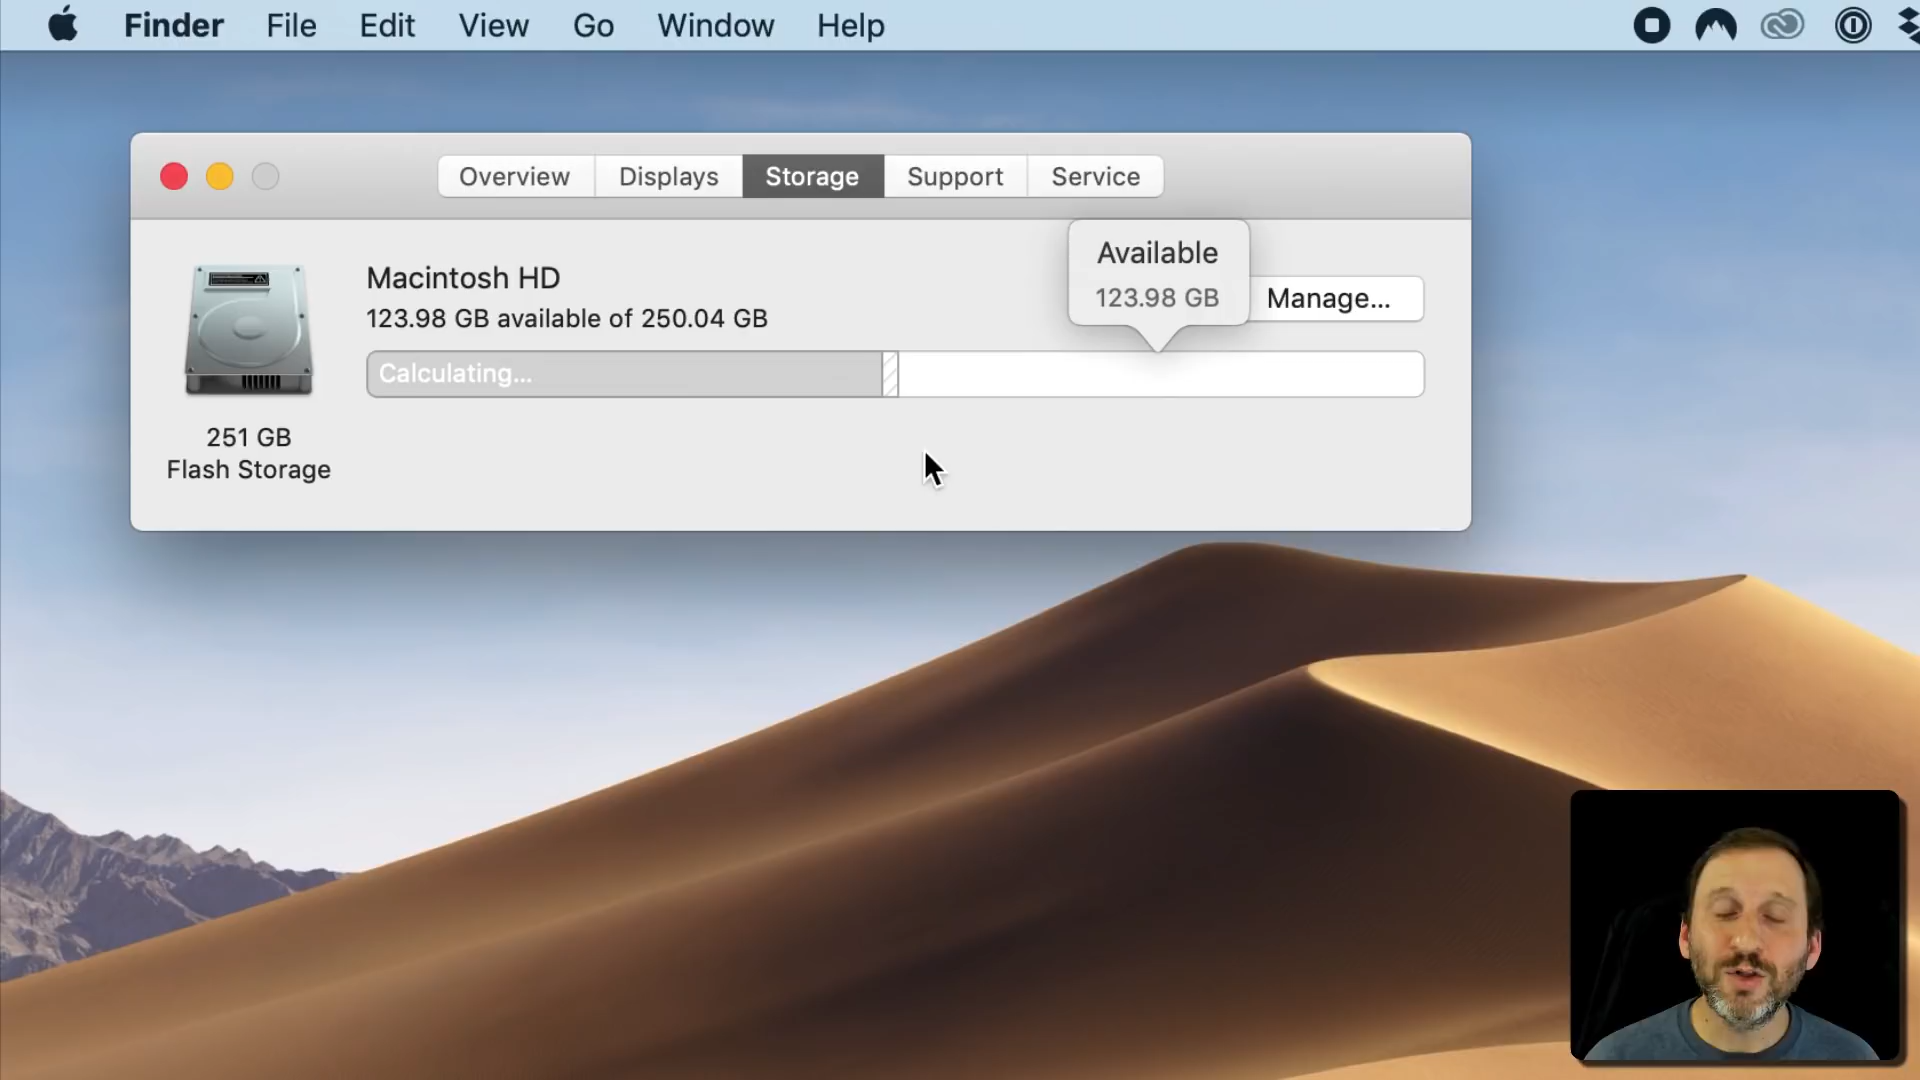 Finder File Edit View Go Window Help
Overview Displays Storage Support Service
Available
123.98 GB
Macintosh HD
123.98 GB available of 250.04 GB
Manage...
Calculating...
251 GB
Flash Storage